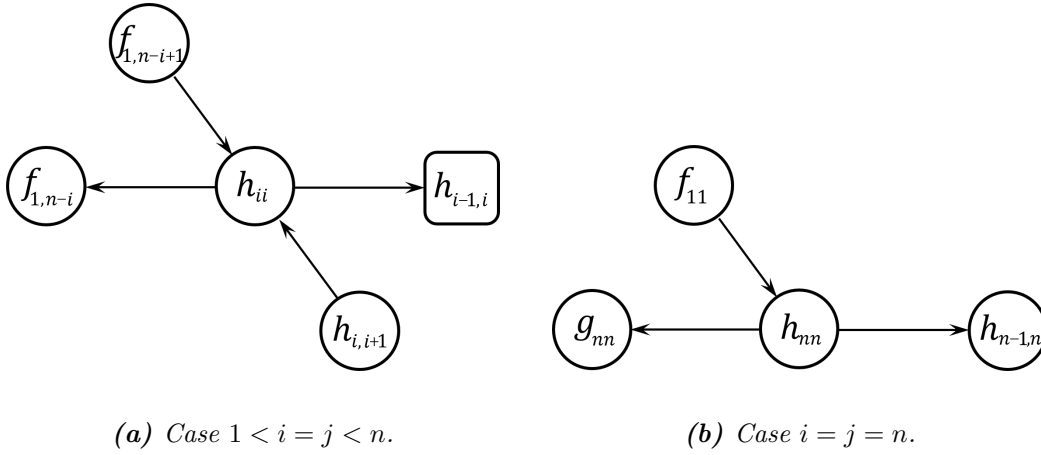 f1,n−i+1
f1,n−i
hii
hi−1,i
hi,i+1
f11
gnn
hnn
hn−1,n
(a) Case 1 < i = j < n.
(b) Case i = j = n.